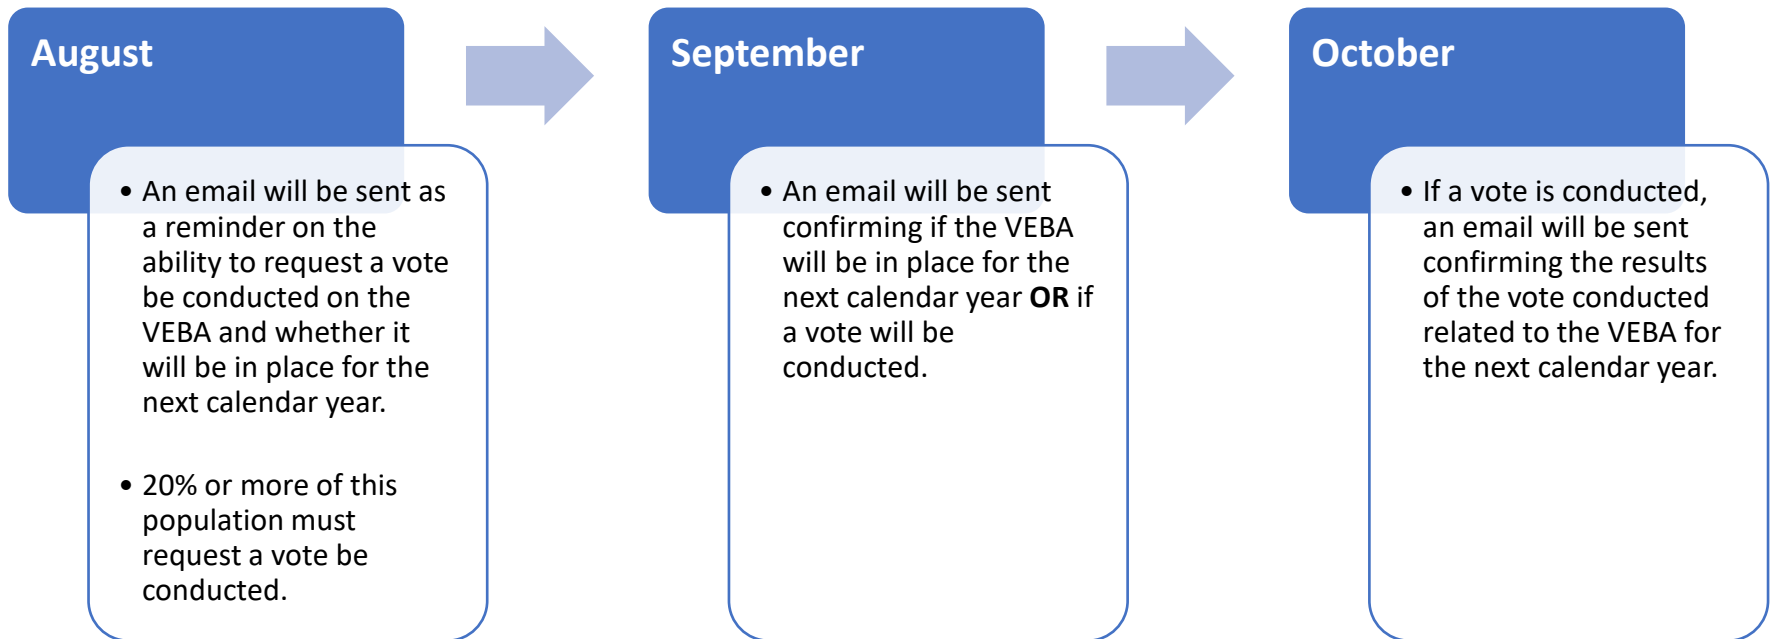 August
• An email will be sent as
a reminder on the
ability to request a vote
be conducted on the
VEBA and whether it
will be in place for the
next calendar year.
• 20% or more of this
population must
request a vote be
conducted.
September
• An email will be sent
confirming if the VEBA
will be in place for the
next calendar year OR if
a vote will be
conducted.
October
• If a vote is conducted,
an email will be sent
confirming the results
of the vote conducted
related to the VEBA for
the next calendar year.